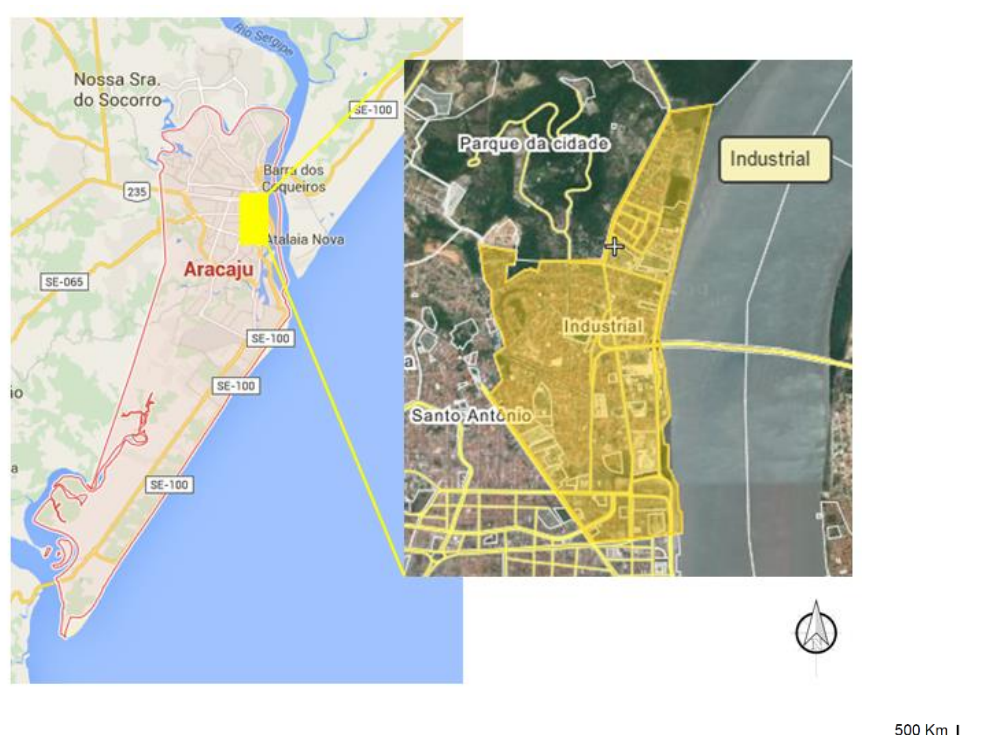 Rio Sergipe
Nossa Sra.
do Socorro
SE-100
Barra dos
Coqueiros
235
Atalaia Nova
Aracaju
SE-065
SE-100
SE-100
SE-100
ão
a
Parque da cidade
Industrial
Industrial
a
Santo Antônio
500 Km